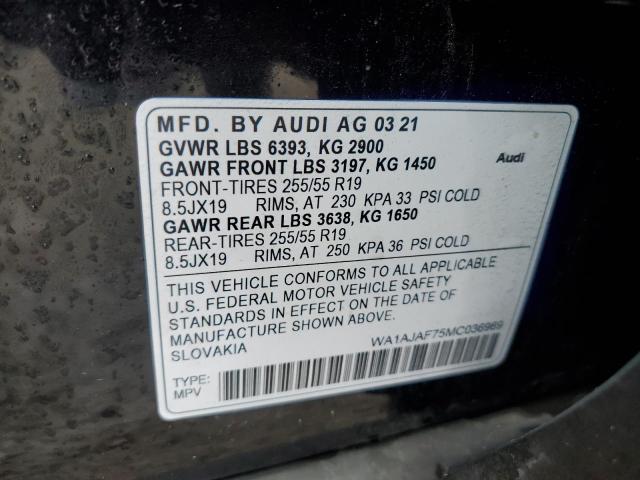 MFD. BY AUDI AG 03 21
GVWR LBS 6393, KG 2900
GAWR FRONT LBS 3197, KG 1450
Audi
FRONT-TIRES 255/55 R19
8.5JX19 RIMS, AT 230 KPA 33 PSI COLD
GAWR REAR LBS 3638, KG 1650
REAR-TIRES 255/55 R19
8.5JX19 RIMS, AT 250 KPA 36 PSI COLD
THIS VEHICLE CONFORMS TO ALL APPLICABLE
U.S. FEDERAL MOTOR VEHICLE SAFETY
STANDARDS IN EFFECT ON THE DATE OF
MANUFACTURE SHOWN ABOVE.
SLOVAKIA
WA1AJAF75MC036969
TYPE:
MPV